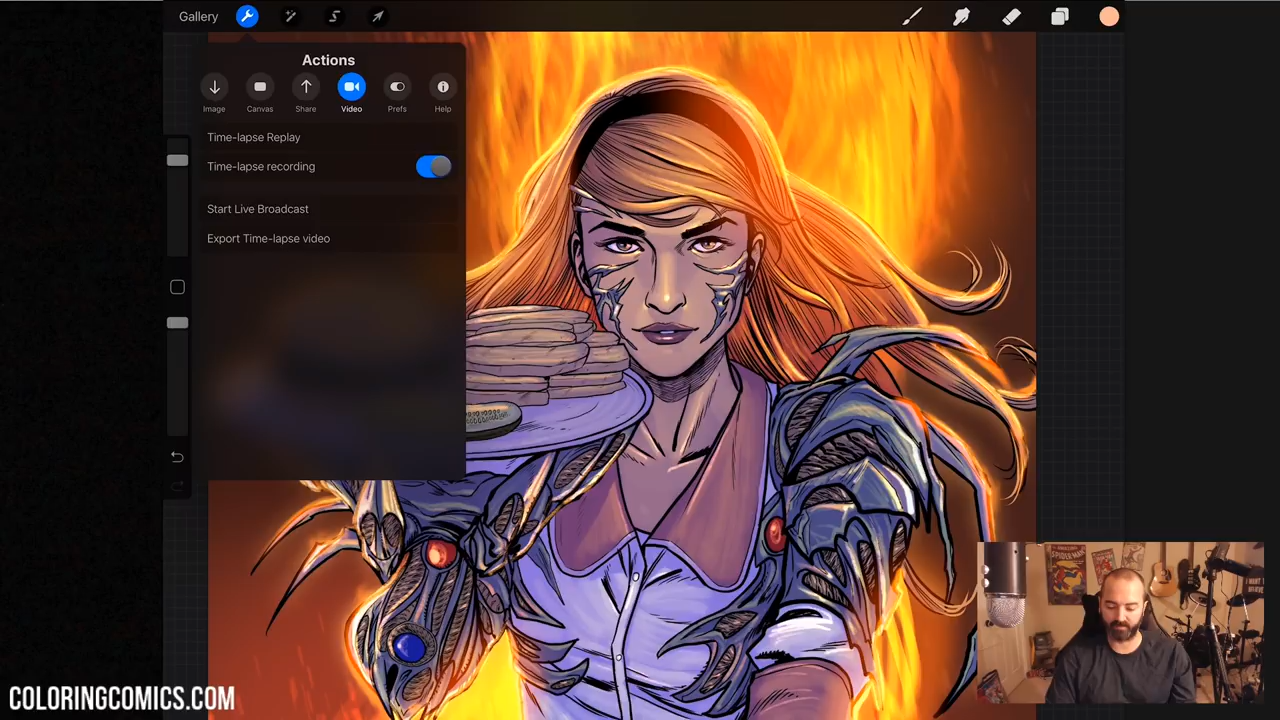 Gallery
Actions
Image Canvas Share Video Prefs Help
Time-lapse Replay
Time-lapse recording
Start Live Broadcast
Export Time-lapse video
COLORINGCOMICS.COM